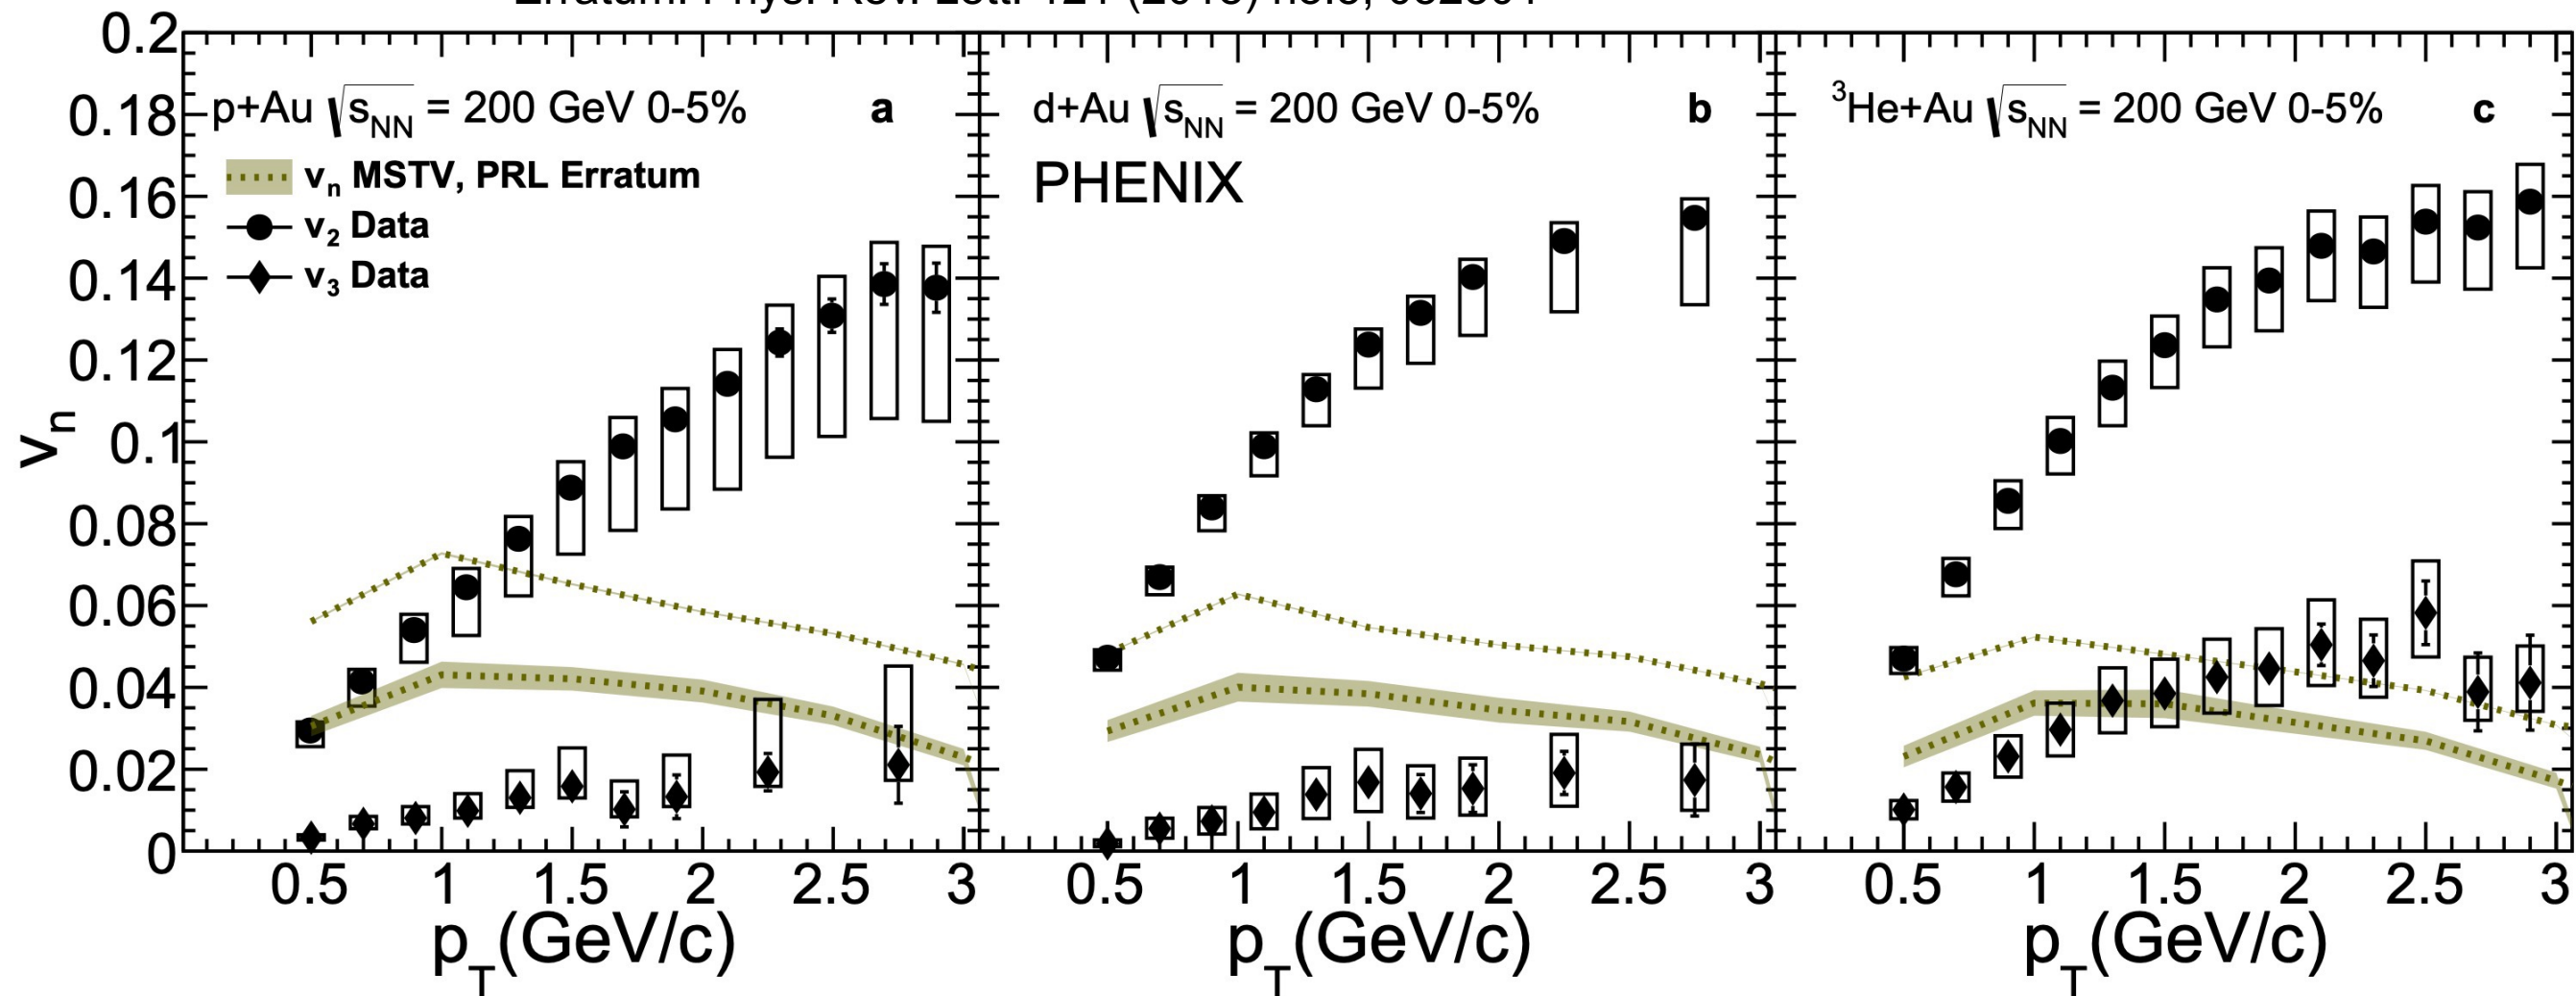 0.2
0.18
0.16
0.14
0.12
0.1
0.08
0.06
0.04
0.02
0
vn
p+Au √sNN = 200 GeV 0-5% a
vn MSTV, PRL Erratum
v2 Data
v3 Data
d+Au √sNN = 200 GeV 0-5% b
PHENIX
3He+Au √sNN = 200 GeV 0-5% c
0.5 1 1.5 2 2.5 3
0.5 1 1.5 2 2.5 3
0.5 1 1.5 2 2.5 3
pT(GeV/c)
pT(GeV/c)
pT(GeV/c)